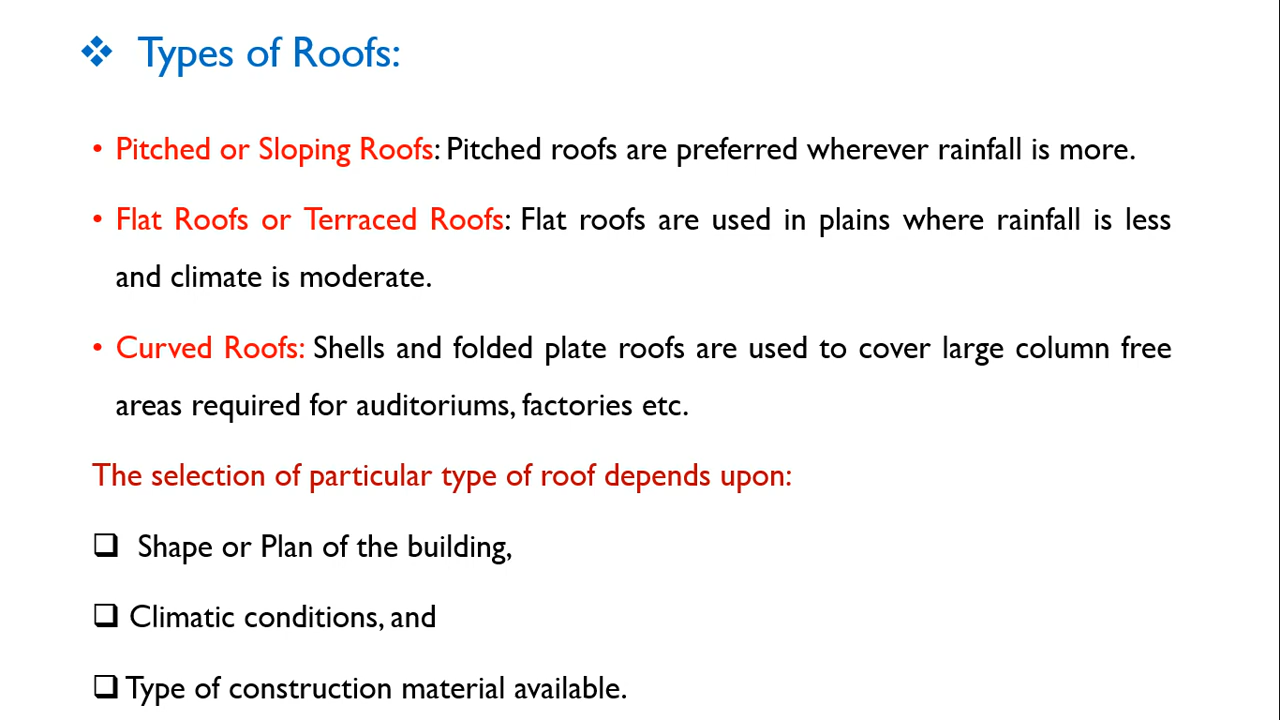 ❖ Types of Roofs:
• Pitched or Sloping Roofs: Pitched roofs are preferred wherever rainfall is more.
• Flat Roofs or Terraced Roofs: Flat roofs are used in plains where rainfall is less
and climate is moderate.
• Curved Roofs: Shells and folded plate roofs are used to cover large column free
areas required for auditoriums, factories etc.
The selection of particular type of roof depends upon:
❑ Shape or Plan of the building,
❑ Climatic conditions, and
❑ Type of construction material available.